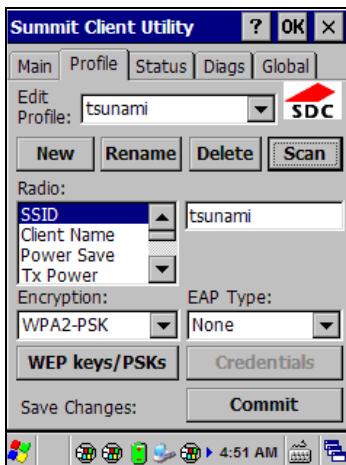 Summit Client Utility ? OK ×
Main Profile Status Diags Global
Edit
Profile: tsunami
SDC
New Rename Delete Scan
Radio:
SSID tsunami
Client Name
Power Save
Tx Power
Encryption: EAP Type:
WPA2-PSK None
WEP keys/PSKs Credentials
Save Changes: Commit
4:51 AM